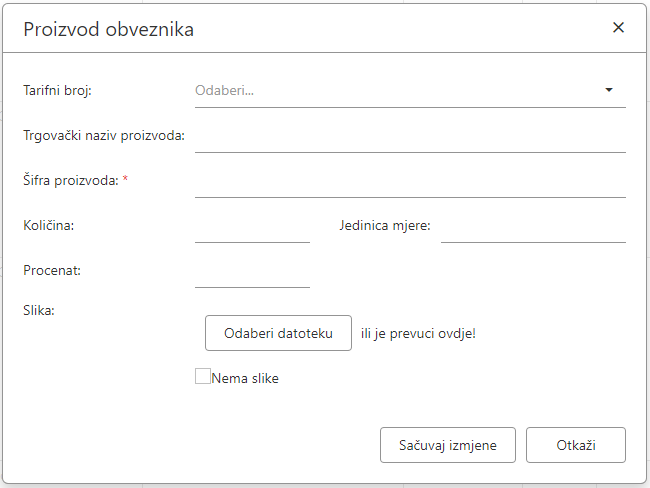 Proizvod obveznika
Tarifni broj: Odaberi...
Trgovački naziv proizvoda:
Šifra proizvoda: *
Količina: Jedinica mjere:
Procenat:
Slika:
Odaberi datoteku ili je prevuci ovdje!
Nema slike
Sačuvaj izmjene Otkaži